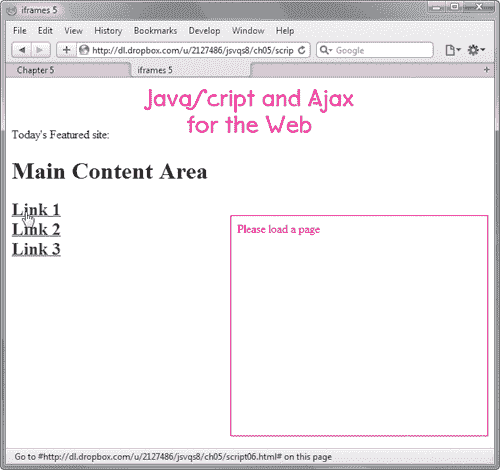 iframes 5
File Edit View History Bookmarks Develop Window Help
http://dl.dropbox.com/u/2127486/jsvqs8/ch05/scrip
Google
Chapter 5
iframes 5
JavaScript and Ajax
for the Web
Today's Featured site:
Main Content Area
Link 1
Link 2
Link 3
Please load a page
Go to #http://dl.dropbox.com/u/2127486/jsvqs8/ch05/script06.html# on this page